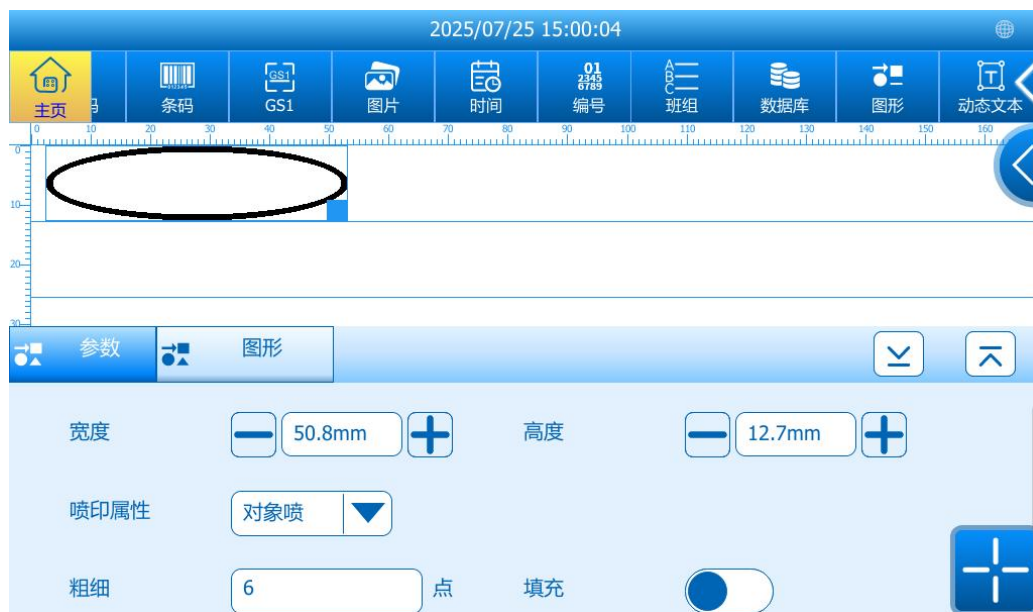 2025/07/25 15:00:04
主页 条码 GS1 图片 时间 编号 班组 数据库 图形 动态文本
0 10 20 30 40 50 60 70 80 90 100 110 120 130 140 150 160
0
10
20
30
参数 图形
宽度 50.8mm 高度 12.7mm
喷印属性 对象喷
粗细 6 点 填充